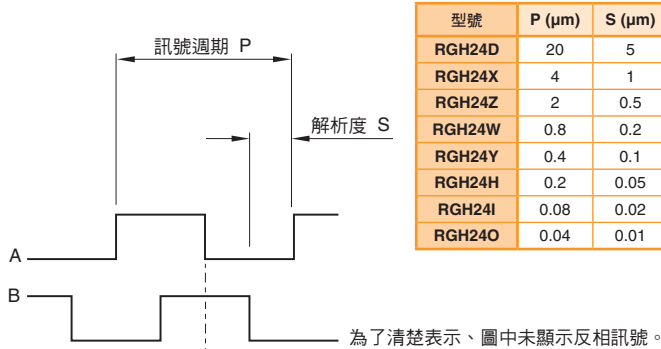 訊號週期 P
解析度 S
A
B
為了清楚表示、圖中未顯示反相訊號。
型號 P (µm) S (µm)
RGH24D 20 5
RGH24X 4 1
RGH24Z 2 0.5
RGH24W 0.8 0.2
RGH24Y 0.4 0.1
RGH24H 0.2 0.05
RGH24I 0.08 0.02
RGH24O 0.04 0.01